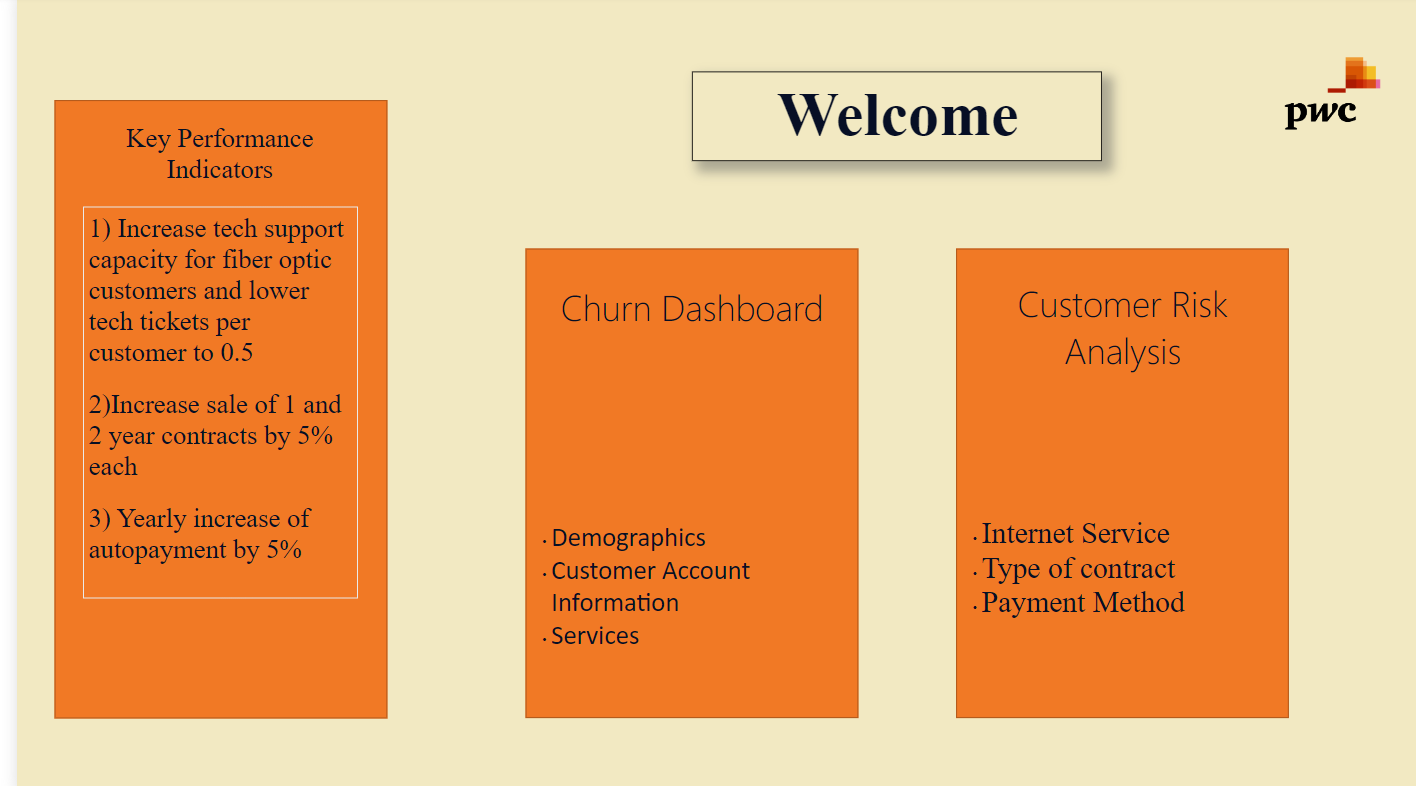 Welcome
pwc
Key Performance
Indicators
1) Increase tech support
capacity for fiber optic
customers and lower
tech tickets per
customer to 0.5
2)Increase sale of 1 and
2 year contracts by 5%
each
3) Yearly increase of
autopayment by 5%
Churn Dashboard
· Demographics
· Customer Account
Information
· Services
Customer Risk
Analysis
· Internet Service
· Type of contract
· Payment Method